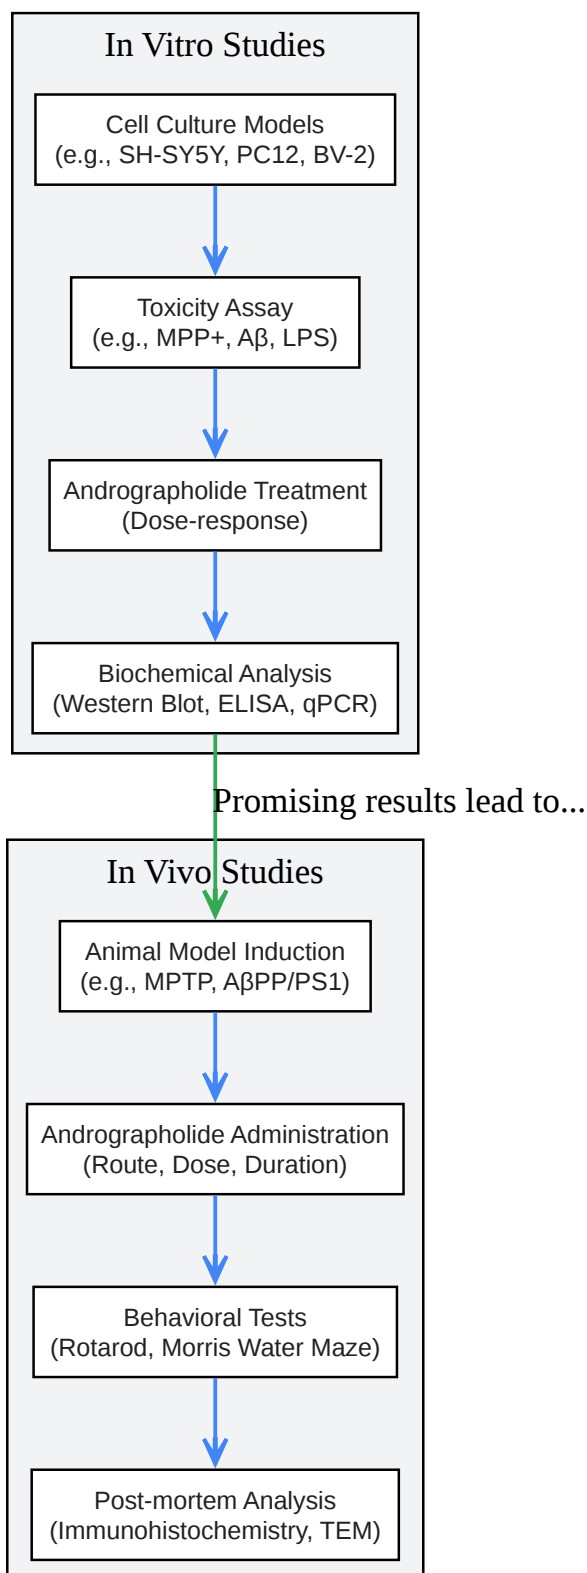 In Vitro Studies
Cell Culture Models
(e.g., SH-SY5Y, PC12, BV-2)
Toxicity Assay
(e.g., MPP+, Aβ, LPS)
Andrographolide Treatment
(Dose-response)
Biochemical Analysis
(Western Blot, ELISA, qPCR)
Promising results lead to...
In Vivo Studies
Animal Model Induction
(e.g., MPTP, AβPP/PS1)
Andrographolide Administration
(Route, Dose, Duration)
Behavioral Tests
(Rotarod, Morris Water Maze)
Post-mortem Analysis
(Immunohistochemistry, TEM)